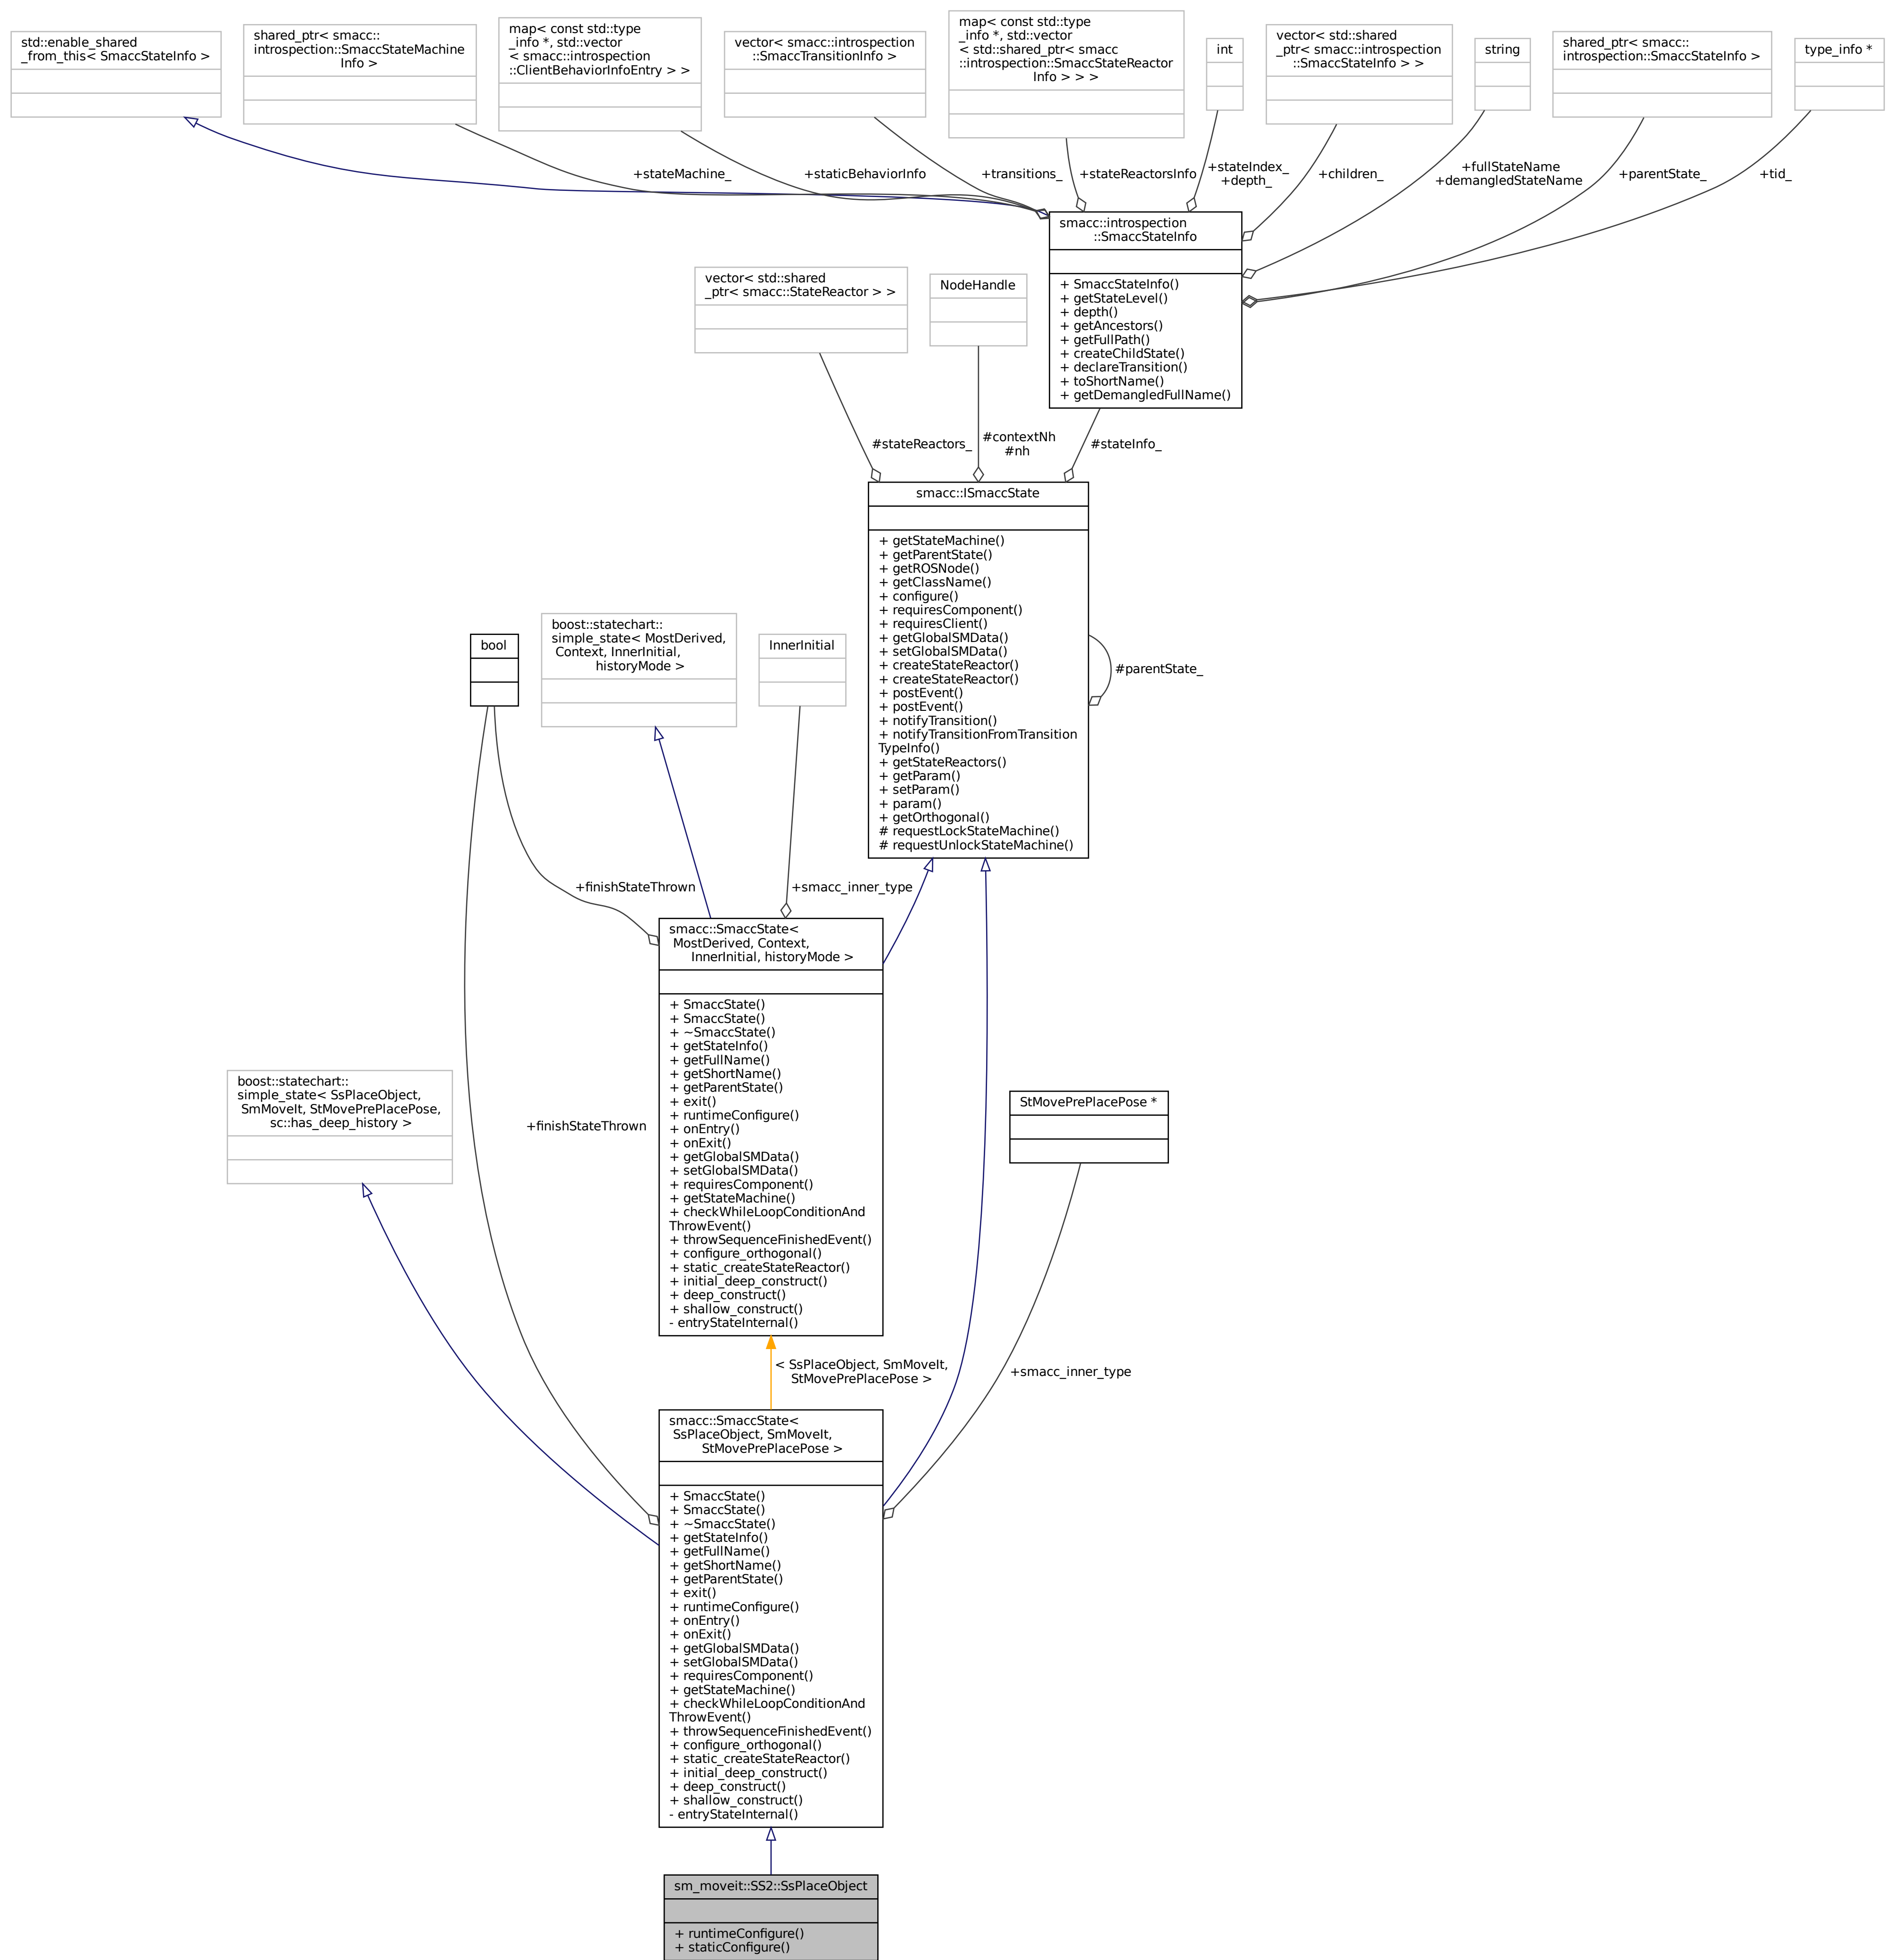 std::enable_shared
_from_this< SmaccStateInfo >
shared_ptr< smacc::
introspection::SmaccStateMachine
Info >
map< const std::type
_info *, std::vector
< smacc::introspection
::ClientBehaviorInfoEntry > >
vector< smacc::introspection
::SmaccTransitionInfo >
map< const std::type
_info *, std::vector
< std::shared_ptr< smacc
::introspection::SmaccStateReactor
Info > > >
int
vector< std::shared
_ptr< smacc::introspection
::SmaccStateInfo > >
string
shared_ptr< smacc::
introspection::SmaccStateInfo >
type_info *
+stateMachine_
+staticBehaviorInfo
+transitions_
+stateReactorsInfo
+stateIndex_
+depth_
+children_
+fullStateName
+demangledStateName
+parentState_
+tid_
smacc::introspection
::SmaccStateInfo
+ SmaccStateInfo()
+ getStateLevel()
+ depth()
+ getAncestors()
+ getFullPath()
+ createChildState()
+ declareTransition()
+ toShortName()
+ getDemangledFullName()
vector< std::shared
_ptr< smacc::StateReactor > >
NodeHandle
#stateReactors_
#contextNh
#nh
#stateInfo_
smacc::ISmaccState
+ getStateMachine()
+ getParentState()
+ getROSNode()
+ getClassName()
+ configure()
+ requiresComponent()
+ requiresClient()
+ getGlobalSMData()
+ setGlobalSMData()
+ createStateReactor()
+ createStateReactor()
+ postEvent()
+ postEvent()
+ notifyTransition()
+ notifyTransitionFromTransition
TypeInfo()
+ getStateReactors()
+ getParam()
+ setParam()
+ param()
+ getOrthogonal()
# requestLockStateMachine()
# requestUnlockStateMachine()
#parentState_
bool
boost::statechart::
simple_state< MostDerived,
Context, InnerInitial,
historyMode >
InnerInitial
+finishStateThrown
+smacc_inner_type
smacc::SmaccState<
MostDerived, Context,
InnerInitial, historyMode >
+ SmaccState()
+ SmaccState()
+ ~SmaccState()
+ getStateInfo()
+ getFullName()
+ getShortName()
+ getParentState()
+ exit()
+ runtimeConfigure()
+ onEntry()
+ onExit()
+ getGlobalSMData()
+ setGlobalSMData()
+ requiresComponent()
+ getStateMachine()
+ checkWhileLoopConditionAnd
ThrowEvent()
+ throwSequenceFinishedEvent()
+ configure_orthogonal()
+ static_createStateReactor()
+ initial_deep_construct()
+ deep_construct()
+ shallow_construct()
- entryStateInternal()
boost::statechart::
simple_state< SsPlaceObject,
SmMoveIt, StMovePrePlacePose,
sc::has_deep_history >
+finishStateThrown
StMovePrePlacePose *
< SsPlaceObject, SmMoveIt,
StMovePrePlacePose >
+smacc_inner_type
smacc::SmaccState<
SsPlaceObject, SmMoveIt,
StMovePrePlacePose >
+ SmaccState()
+ SmaccState()
+ ~SmaccState()
+ getStateInfo()
+ getFullName()
+ getShortName()
+ getParentState()
+ exit()
+ runtimeConfigure()
+ onEntry()
+ onExit()
+ getGlobalSMData()
+ setGlobalSMData()
+ requiresComponent()
+ getStateMachine()
+ checkWhileLoopConditionAnd
ThrowEvent()
+ throwSequenceFinishedEvent()
+ configure_orthogonal()
+ static_createStateReactor()
+ initial_deep_construct()
+ deep_construct()
+ shallow_construct()
- entryStateInternal()
sm_moveit::SS2::SsPlaceObject
+ runtimeConfigure()
+ staticConfigure()